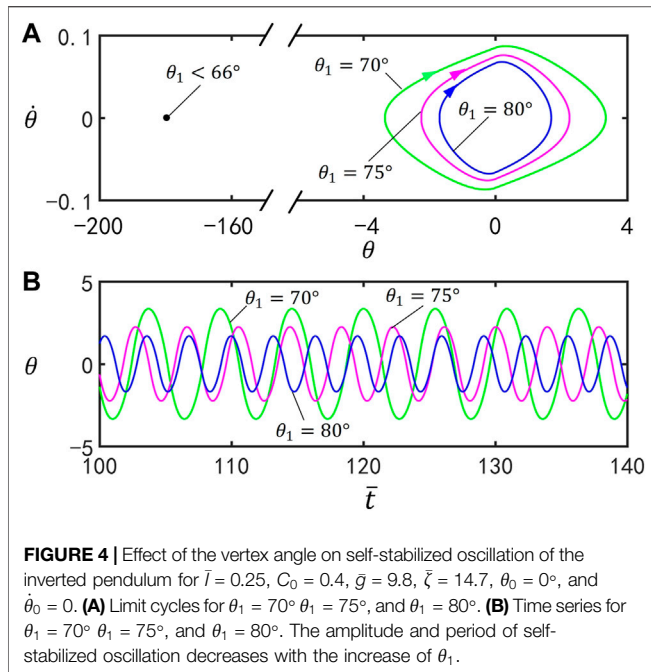 A
0.1
θ₁ < 66°
θ₁ = 70°
θ̇
0
θ₁ = 80°
θ₁ = 75°
−0.1
−200 −160 −4 0 4
θ
B
5
θ₁ = 70° θ₁ = 75°
θ 0
θ₁ = 80°
−5
100 110 120 130 140
t̄
FIGURE 4 | Effect of the vertex angle on self-stabilized oscillation of the
inverted pendulum for l̄ = 0.25, C₀ = 0.4, ḡ = 9.8, ζ̄ = 14.7, θ₀ = 0°, and
θ̇₀ = 0. (A) Limit cycles for θ₁ = 70° θ₁ = 75°, and θ₁ = 80°. (B) Time series for
θ₁ = 70° θ₁ = 75°, and θ₁ = 80°. The amplitude and period of self-
stabilized oscillation decreases with the increase of θ₁.